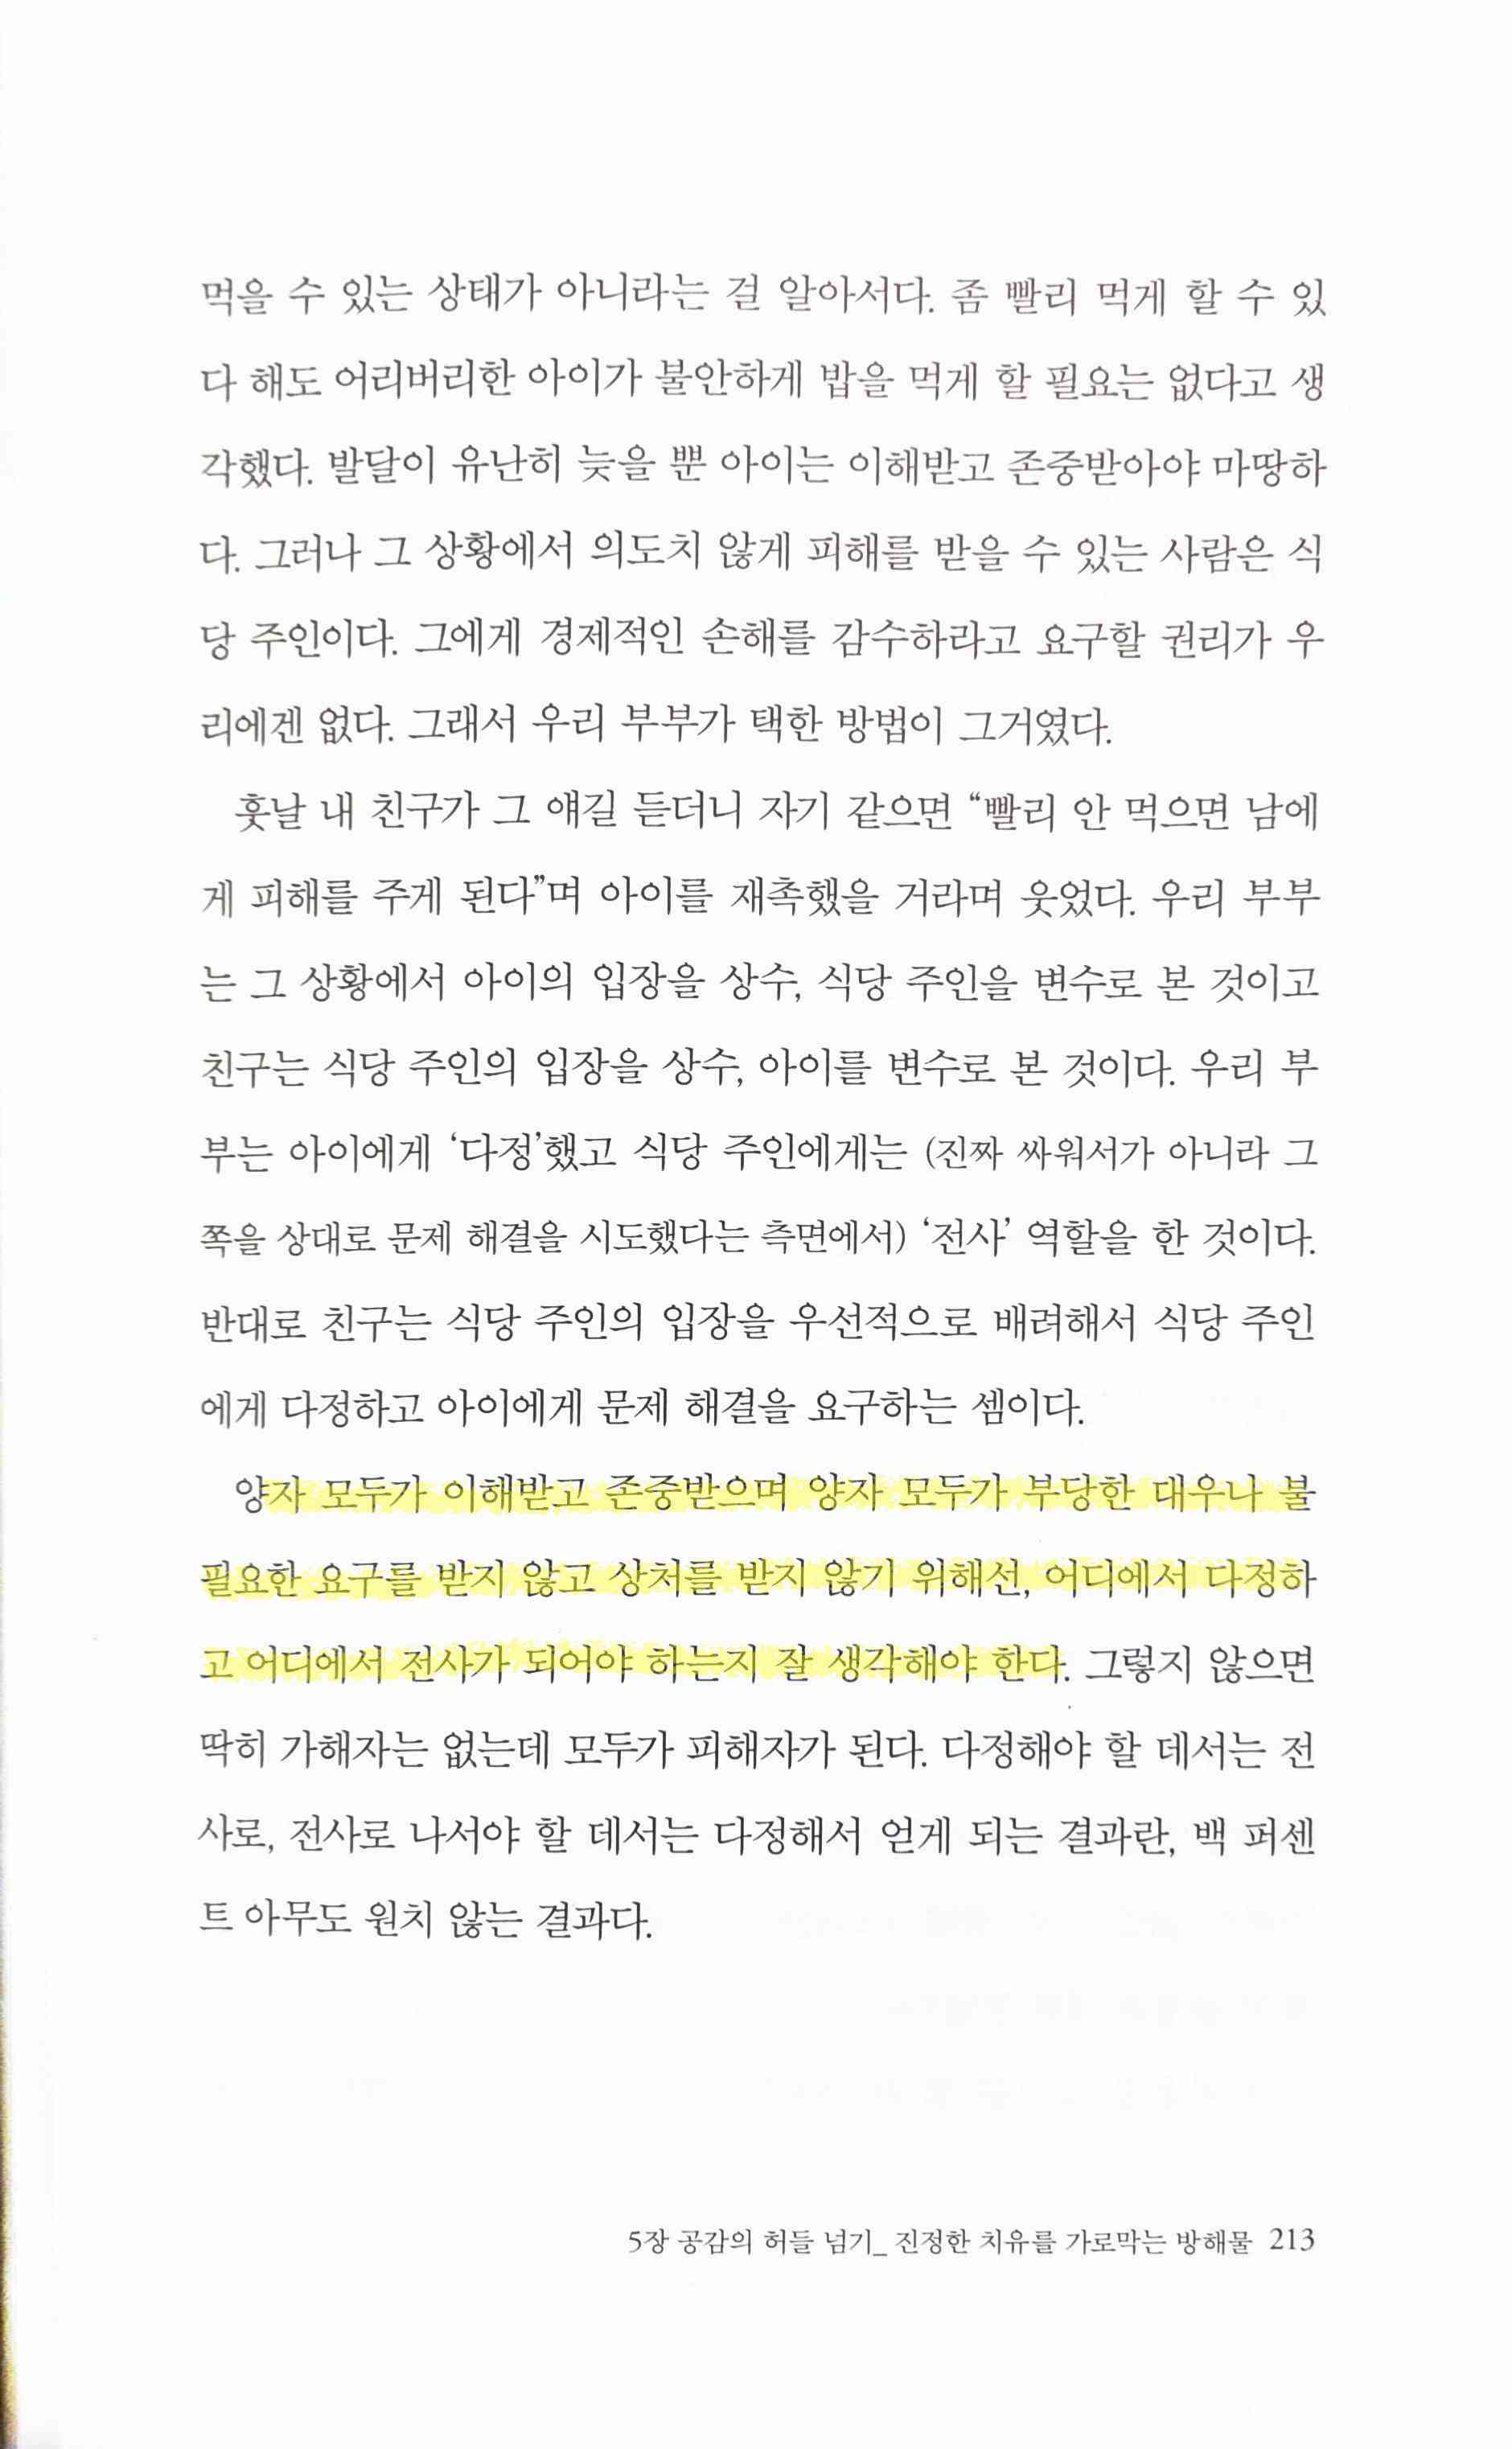 먹을 수 있는 상태가 아니라는 걸 알아서다. 좀 빨리 먹게 할 수 있
다 해도 어리버리한 아이가 불안하게 밥을 먹게 할 필요는 없다고 생
각했다. 발달이 유난히 늦을 뿐 아이는 이해받고 존중받아야 마땅하
다. 그러나 그 상황에서 의도치 않게 피해를 받을 수 있는 사람은 식
당 주인이다. 그에게 경제적인 손해를 감수하라고 요구할 권리가 우
리에겐 없다. 그래서 우리 부부가 택한 방법이 그거였다.
훗날 내 친구가 그 얘길 듣더니 자기 같으면 “빨리 안 먹으면 남에
게 피해를 주게 된다”며 아이를 재촉했을 거라며 웃었다. 우리 부부
는 그 상황에서 아이의 입장을 상수, 식당 주인을 변수로 본 것이고
친구는 식당 주인의 입장을 상수, 아이를 변수로 본 것이다. 우리 부
부는 아이에게 ‘다정’했고 식당 주인에게는 (진짜 싸워서가 아니라 그
쪽을 상대로 문제 해결을 시도했다는 측면에서) ‘전사’ 역할을 한 것이다.
반대로 친구는 식당 주인의 입장을 우선적으로 배려해서 식당 주인
에게 다정하고 아이에게 문제 해결을 요구하는 셈이다.
양자 모두가 이해받고 존중받으며 양자 모두가 부당한 대우나 불
필요한 요구를 받지 않고 상처를 받지 않기 위해선, 어디에서 다정하
고 어디에서 전사가 되어야 하는지 잘 생각해야 한다. 그렇지 않으면
딱히 가해자는 없는데 모두가 피해자가 된다. 다정해야 할 데서는 전
사로, 전사로 나서야 할 데서는 다정해서 얻게 되는 결과란, 백 퍼센
트 아무도 원치 않는 결과다.
5장 공감의 허들 넘기_ 진정한 치유를 가로막는 방해물 213